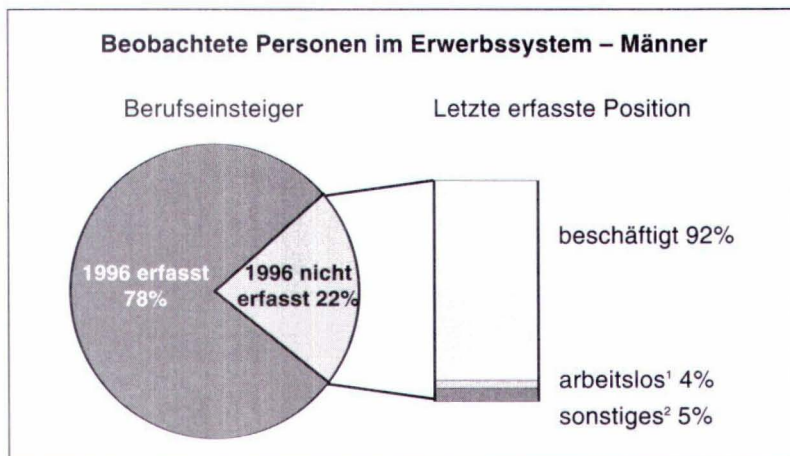 Beobachtete Personen im Erwerbssystem – Männer
Berufseinsteiger
Letzte erfasste Position
1996 erfasst
78%
1996 nicht
erfasst 22%
beschäftigt 92%
arbeitslos¹ 4%
sonstiges² 5%